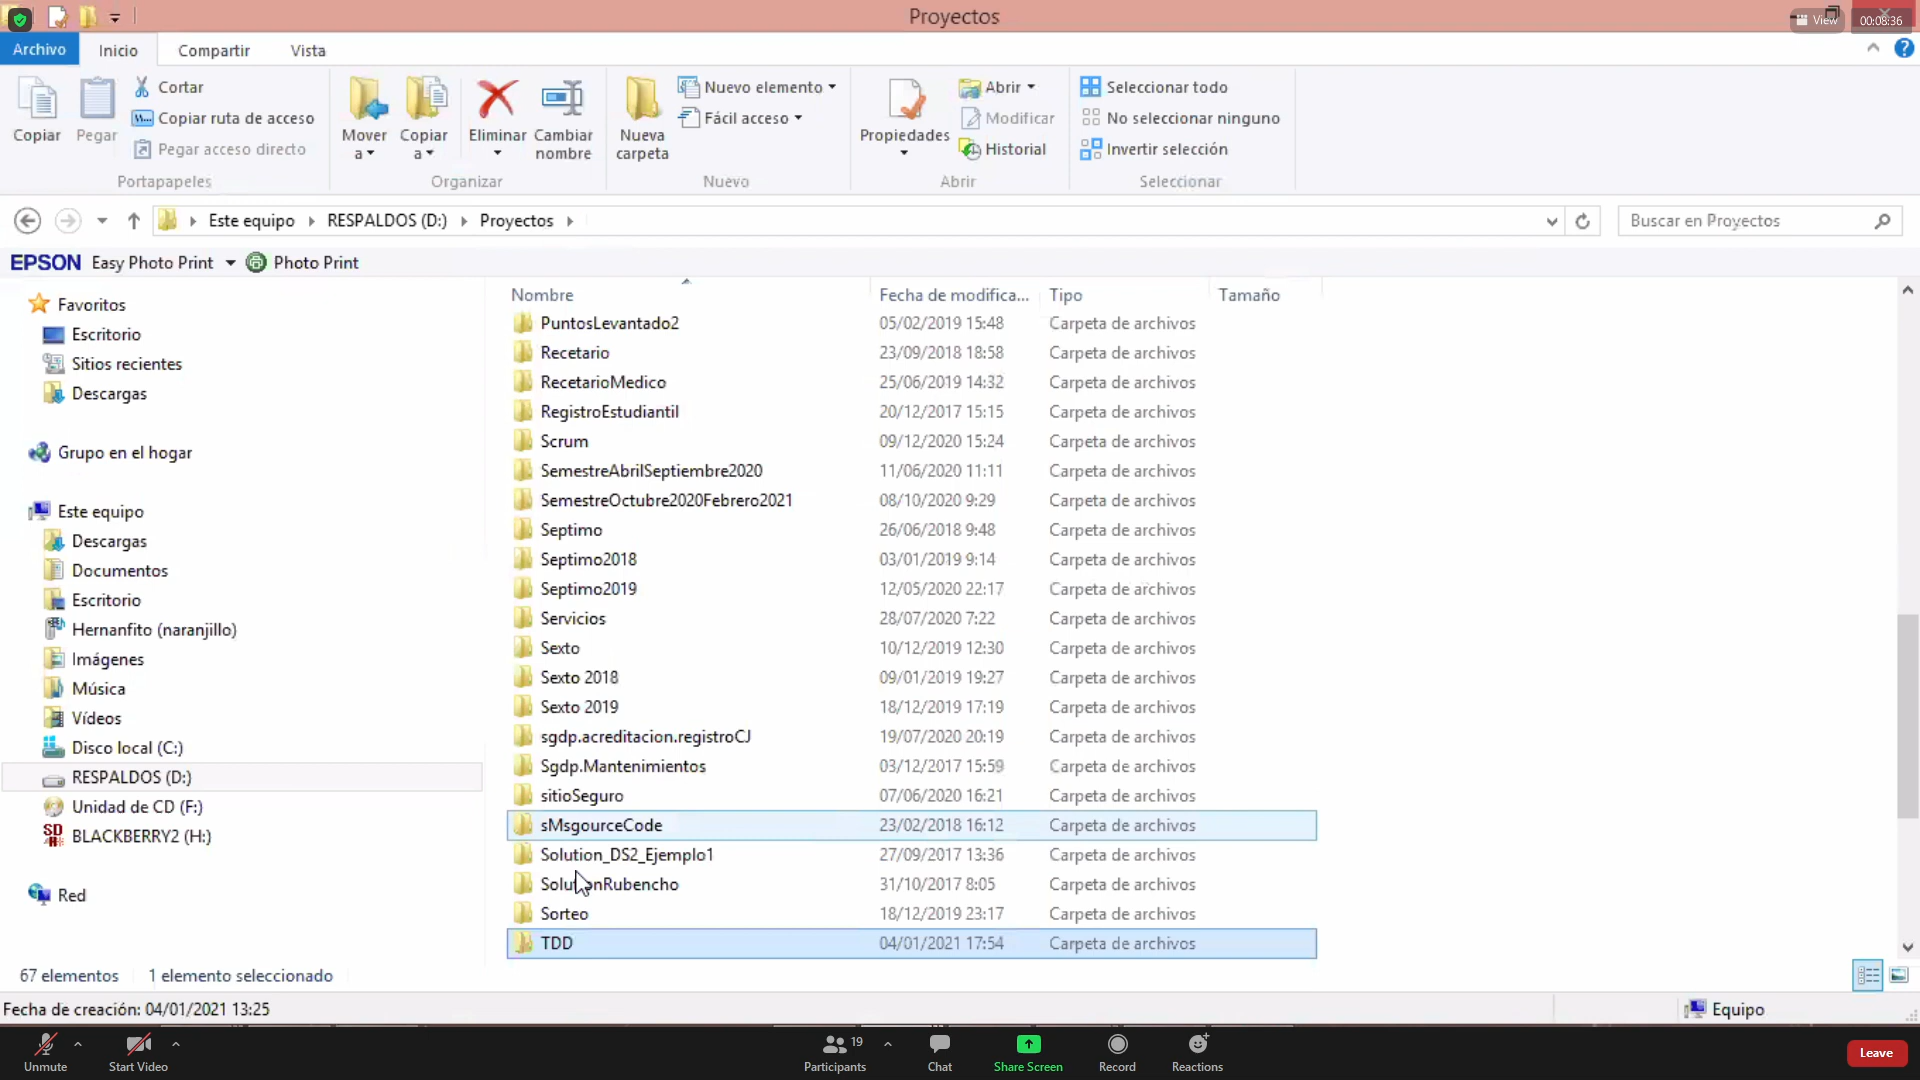 Proyectos
View
00:08:36
Archivo Inicio Compartir Vista
Copiar
Pegar
Cortar
Copiar ruta de acceso
Pegar acceso directo
Portapapeles
Mover a
Copiar a
Eliminar
Cambiar nombre
Organizar
Nueva carpeta
Nuevo elemento
Fácil acceso
Nuevo
Propiedades
Abrir
Modificar
Historial
Abrir
Seleccionar todo
No seleccionar ninguno
Invertir selección
Seleccionar
Este equipo RESPALDOS (D:) Proyectos
Buscar en Proyectos
EPSON Easy Photo Print Photo Print
Favoritos
Escritorio
Sitios recientes
Descargas
Grupo en el hogar
Este equipo
Descargas
Documentos
Escritorio
Hernanfito (naranjillo)
Imágenes
Música
Vídeos
Disco local (C:)
RESPALDOS (D:)
Unidad de CD (F:)
BLACKBERRY2 (H:)
Red
Nombre Fecha de modifica... Tipo Tamaño
PuntosLevantado2 05/02/2019 15:48 Carpeta de archivos
Recetario 23/09/2018 18:58 Carpeta de archivos
RecetarioMedico 25/06/2019 14:32 Carpeta de archivos
RegistroEstudiantil 20/12/2017 15:15 Carpeta de archivos
Scrum 09/12/2020 15:24 Carpeta de archivos
SemestreAbrilSeptiembre2020 11/06/2020 11:11 Carpeta de archivos
SemestreOctubre2020Febrero2021 08/10/2020 9:29 Carpeta de archivos
Septimo 26/06/2018 9:48 Carpeta de archivos
Septimo2018 03/01/2019 9:14 Carpeta de archivos
Septimo2019 12/05/2020 22:17 Carpeta de archivos
Servicios 28/07/2020 7:22 Carpeta de archivos
Sexto 10/12/2019 12:30 Carpeta de archivos
Sexto 2018 09/01/2019 19:27 Carpeta de archivos
Sexto 2019 18/12/2019 17:19 Carpeta de archivos
sgdp.acreditacion.registroCJ 19/07/2020 20:19 Carpeta de archivos
Sgdp.Mantenimientos 03/12/2017 15:59 Carpeta de archivos
sitioSeguro 07/06/2020 16:21 Carpeta de archivos
sMsgourceCode 23/02/2018 16:12 Carpeta de archivos
Solution_DS2_Ejemplo1 27/09/2017 13:36 Carpeta de archivos
SolutionRubencho 31/10/2017 8:05 Carpeta de archivos
Sorteo 18/12/2019 23:17 Carpeta de archivos
TDD 04/01/2021 17:54 Carpeta de archivos
67 elementos 1 elemento seleccionado
Fecha de creación: 04/01/2021 13:25
Equipo
Unmute
Start Video
19
Participants
Chat
Share Screen
Record
Reactions
Leave